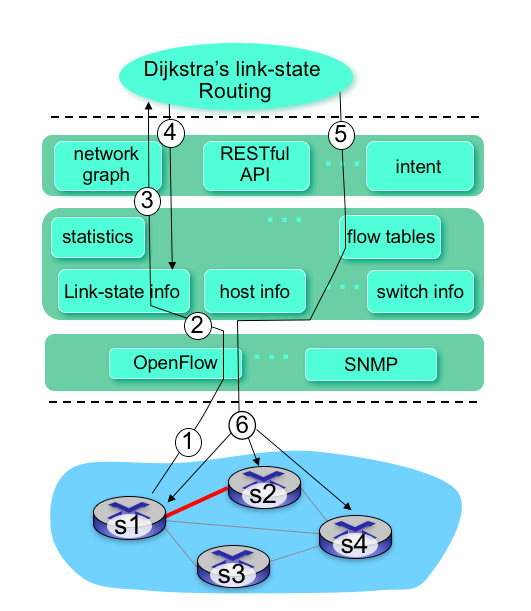 Dijkstra's link-state
Routing
4
5
network
graph
RESTful
API
intent
3
statistics
flow tables
Link-state info
host info
switch info
2
OpenFlow
SNMP
1
6
s2
s1
s4
s3